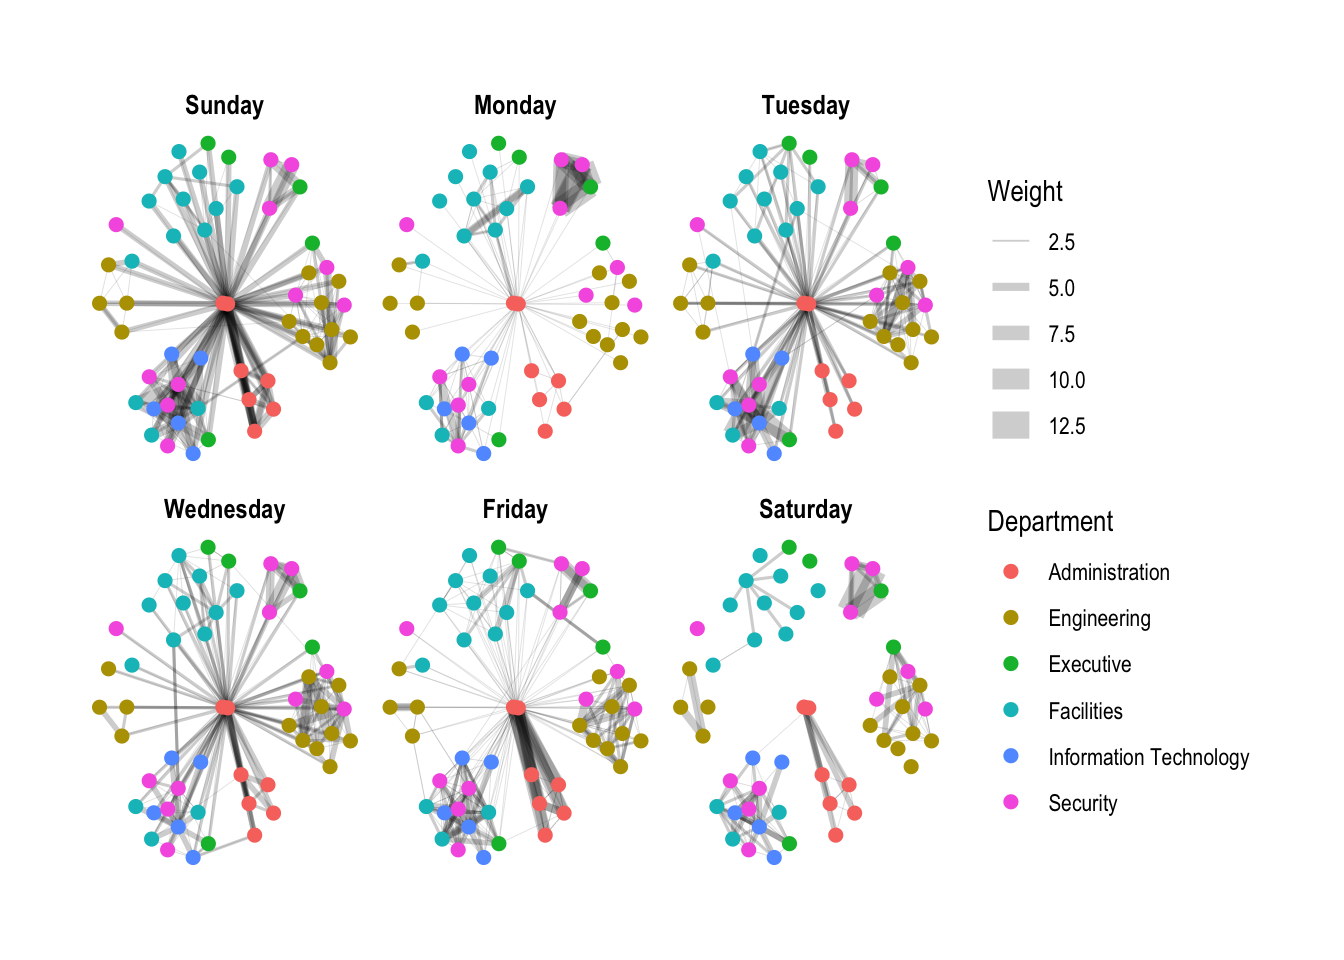 Sunday
Monday
Tuesday
Wednesday
Friday
Saturday
Weight
2.5
5.0
7.5
10.0
12.5
Department
Administration
Engineering
Executive
Facilities
Information Technology
Security